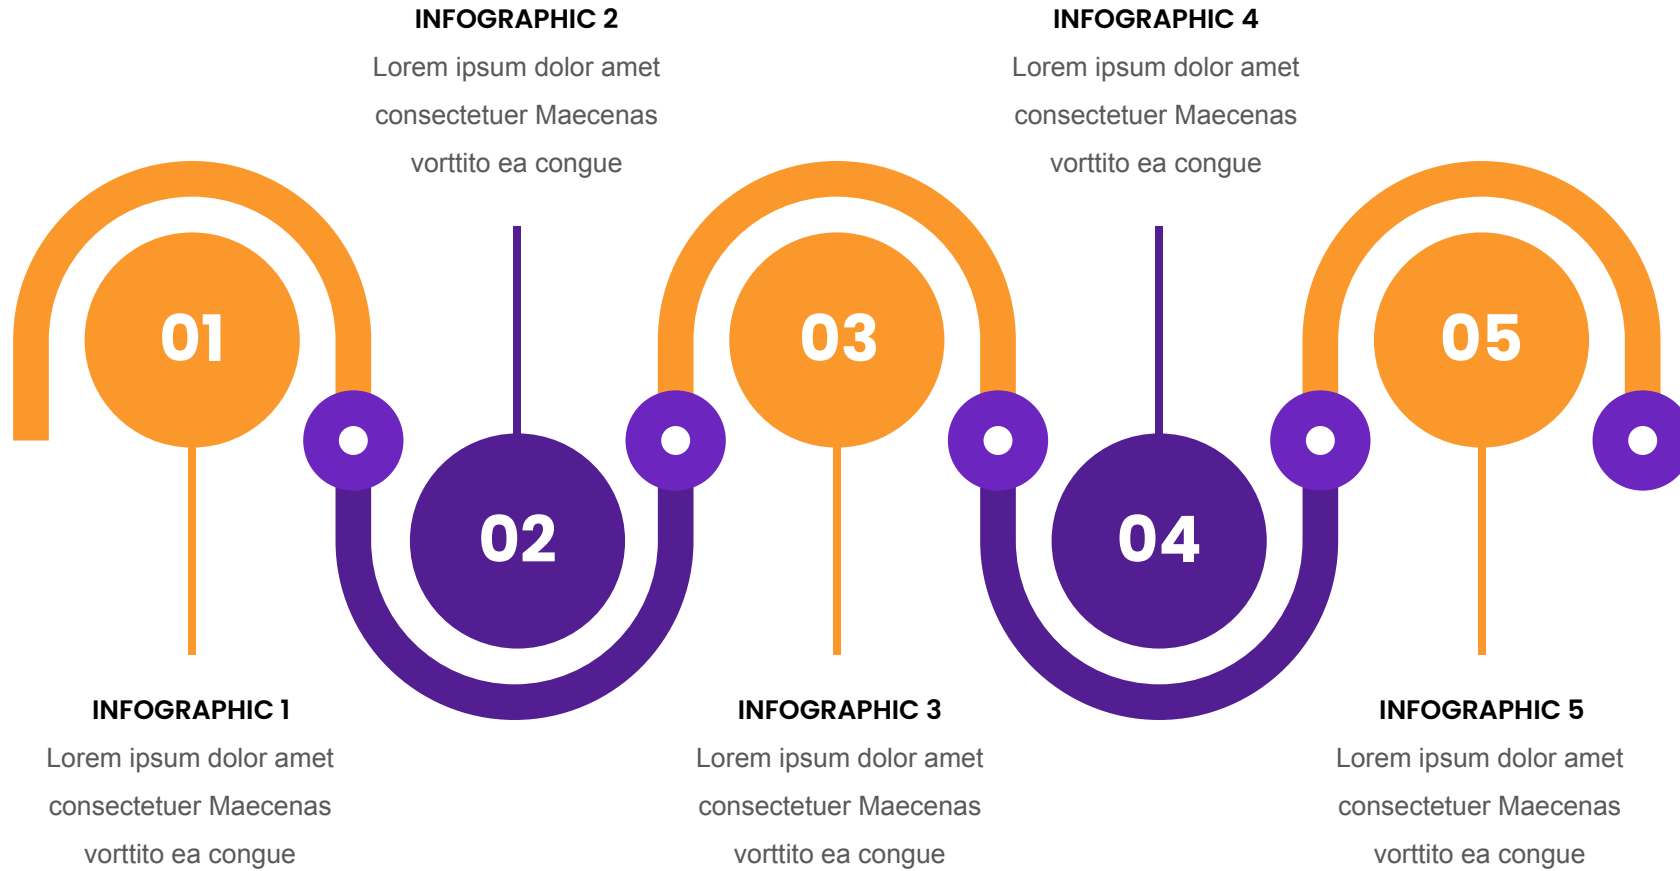 INFOGRAPHIC 2
Lorem ipsum dolor amet
consectetuer Maecenas
vorttito ea congue
INFOGRAPHIC 4
Lorem ipsum dolor amet
consectetuer Maecenas
vorttito ea congue
01
02
03
04
05
INFOGRAPHIC 1
Lorem ipsum dolor amet
consectetuer Maecenas
vorttito ea congue
INFOGRAPHIC 3
Lorem ipsum dolor amet
consectetuer Maecenas
vorttito ea congue
INFOGRAPHIC 5
Lorem ipsum dolor amet
consectetuer Maecenas
vorttito ea congue